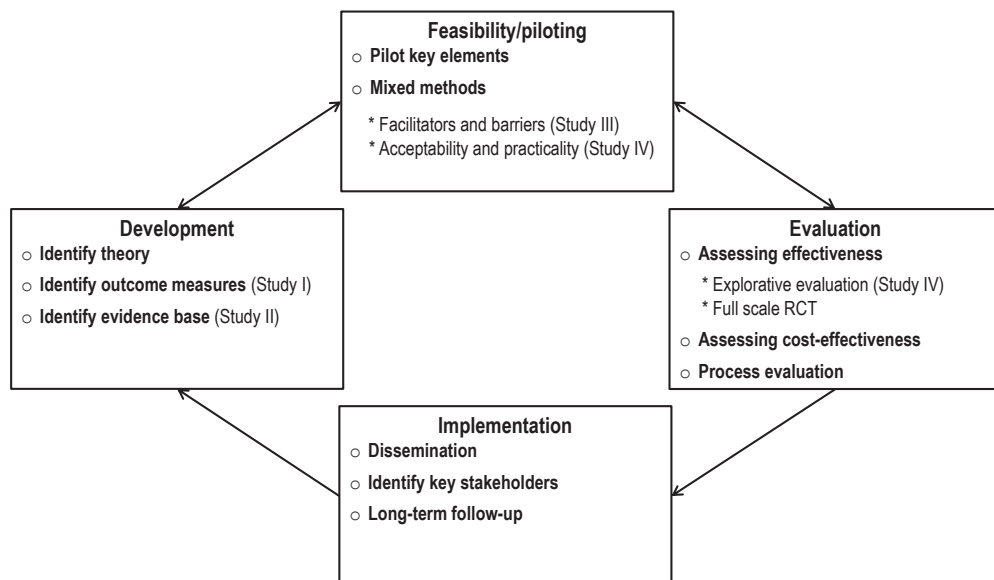 Feasibility/piloting
○ Pilot key elements
○ Mixed methods
* Facilitators and barriers (Study III)
* Acceptability and practicality (Study IV)
Development
○ Identify theory
○ Identify outcome measures (Study I)
○ Identify evidence base (Study II)
Evaluation
○ Assessing effectiveness
* Explorative evaluation (Study IV)
* Full scale RCT
○ Assessing cost-effectiveness
○ Process evaluation
Implementation
○ Dissemination
○ Identify key stakeholders
○ Long-term follow-up